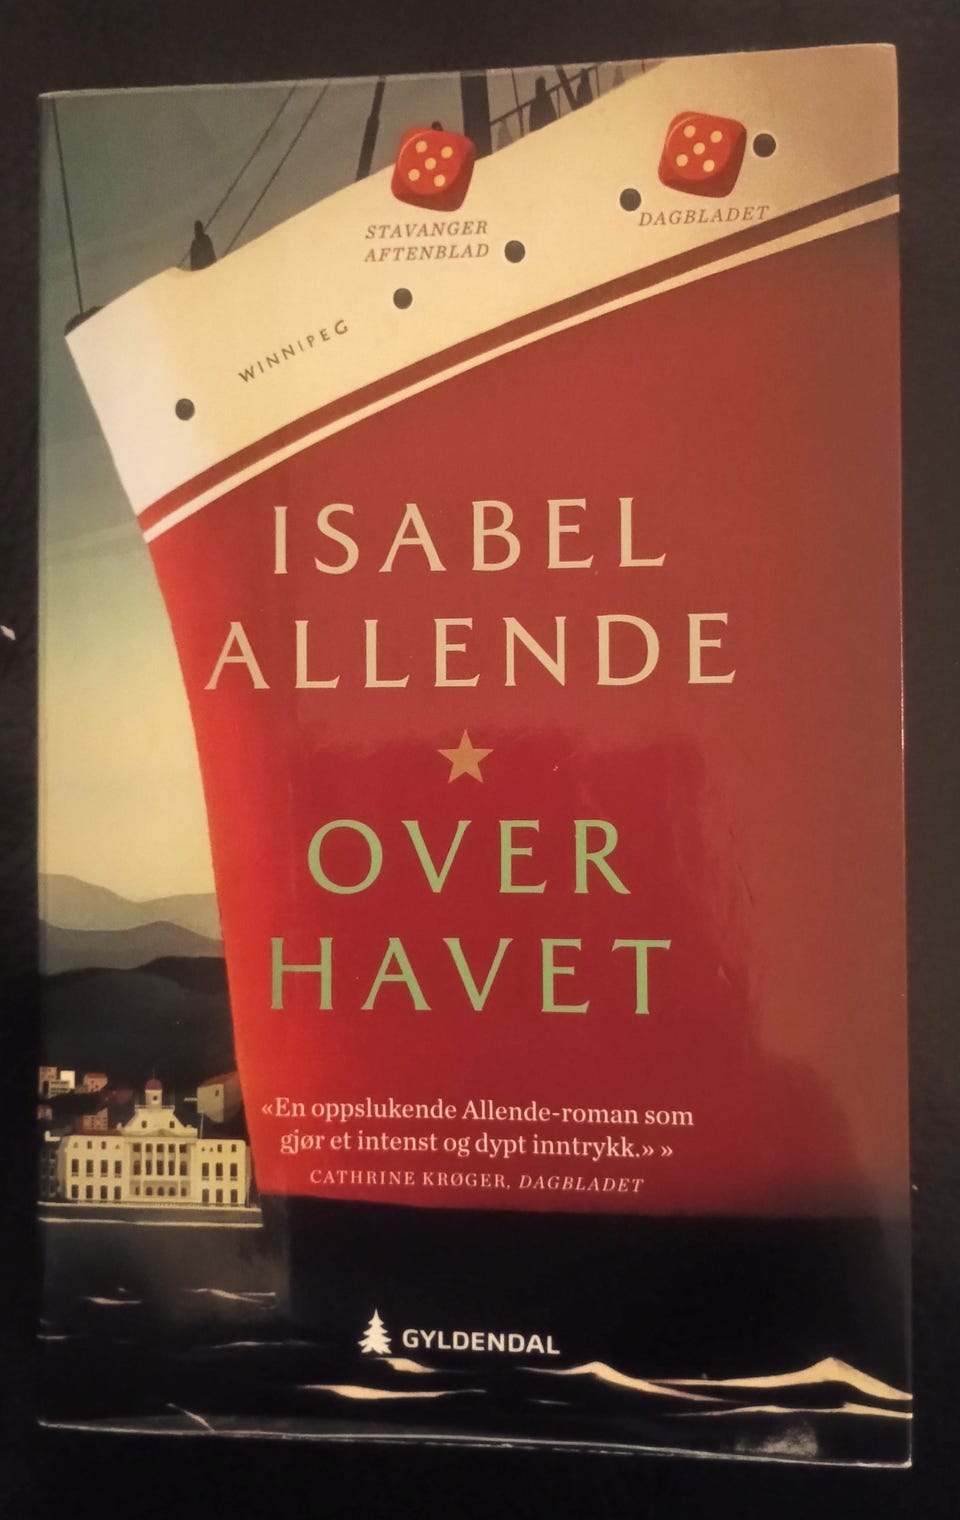 STAVANGER
AFTENBLAD
DAGBLADET
WINNIPEG
ISABEL
ALLENDE
OVER
HAVET
«En oppslukende Allende-roman som
gjør et intenst og dypt inntrykk.» »
CATHRINE KRØGER, DAGBLADET
GYLDENDAL